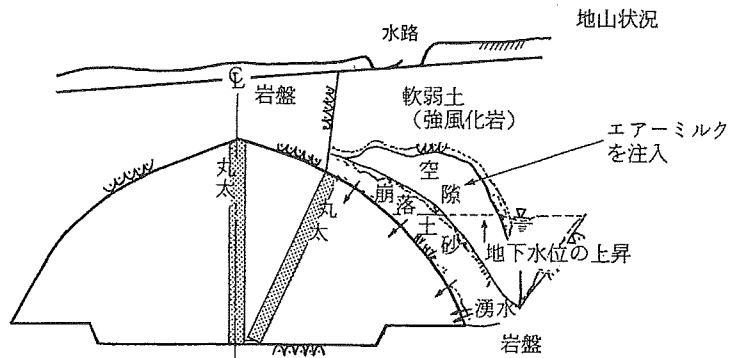 地山状況
水路
℄
岩盤
軟弱土
(強風化岩)
エアーミルク
を注入
空隙
丸太
丸太
崩落土砂
地下水位の上昇
湧水
岩盤